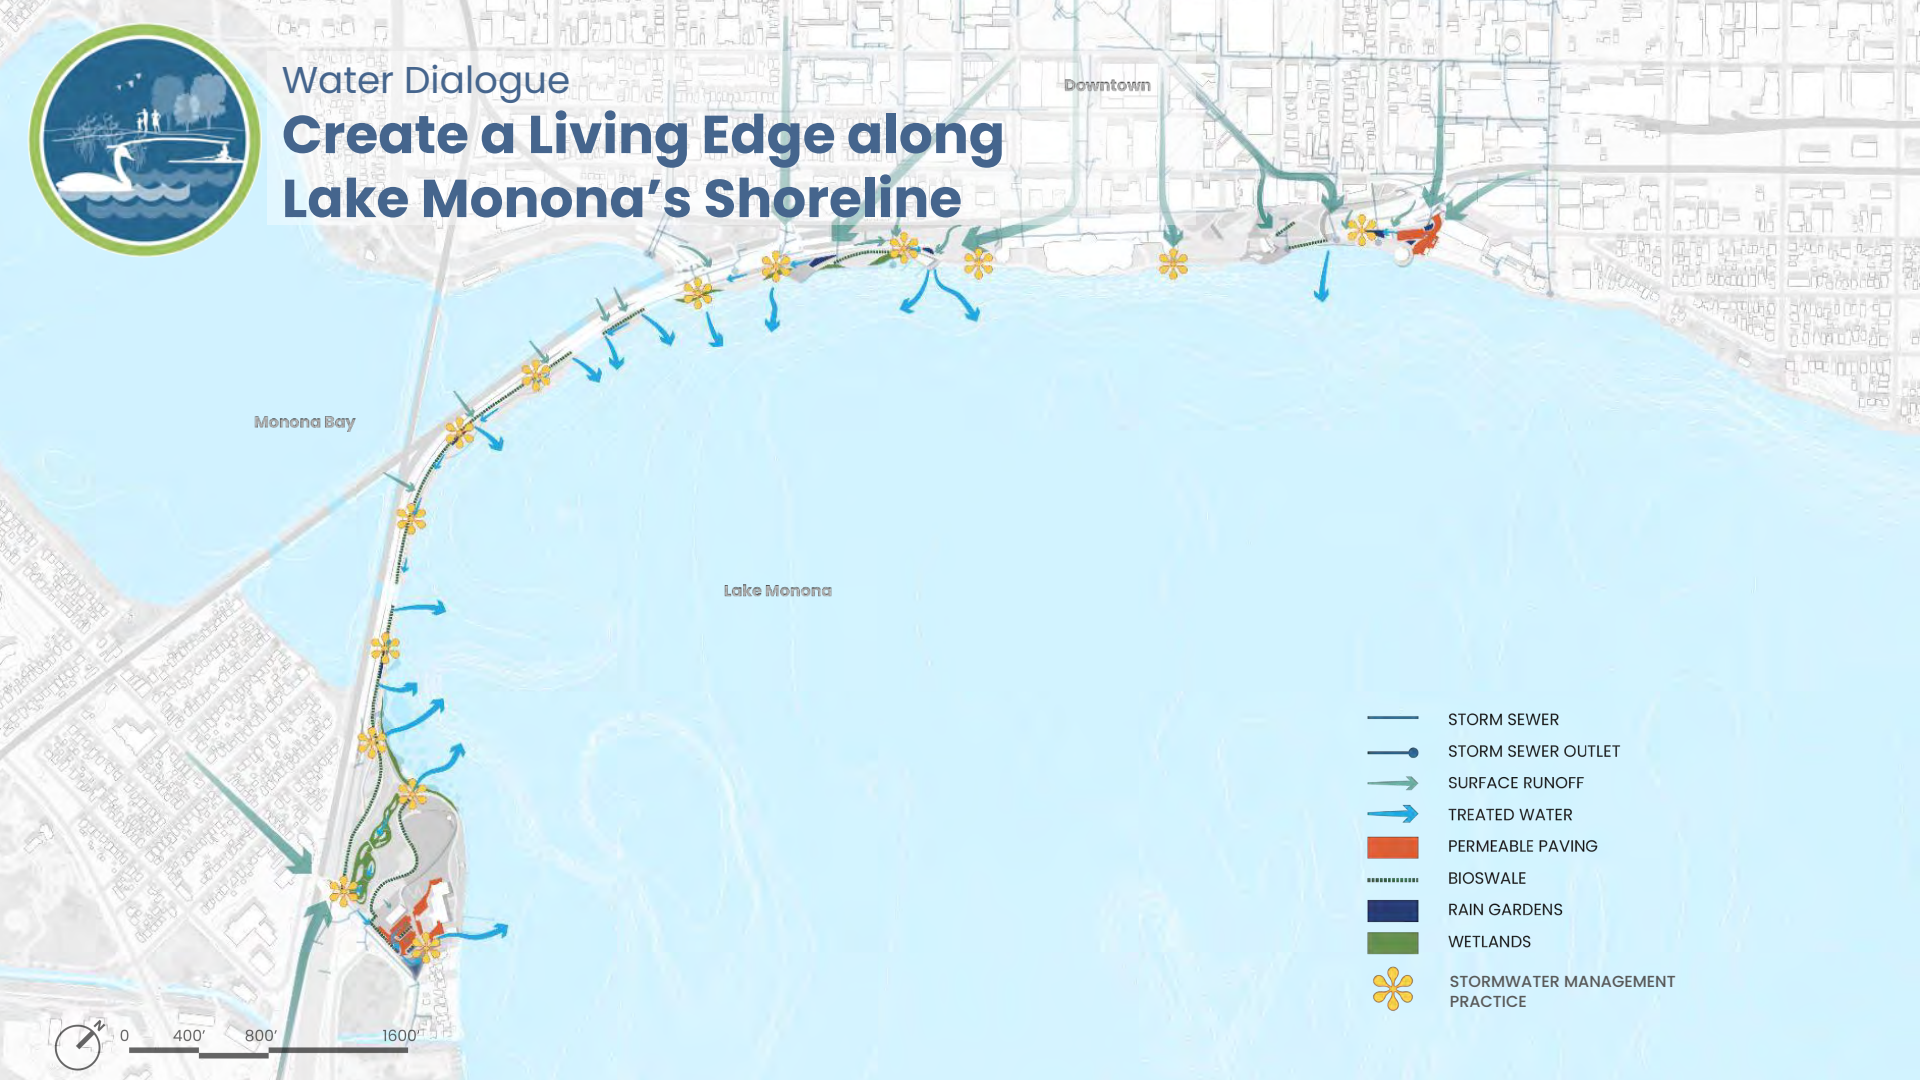 Water Dialogue
Create a Living Edge along
Lake Monona’s Shoreline
Downtown
Monona Bay
Lake Monona
STORM SEWER
STORM SEWER OUTLET
SURFACE RUNOFF
TREATED WATER
PERMEABLE PAVING
BIOSWALE
RAIN GARDENS
WETLANDS
STORMWATER MANAGEMENT
PRACTICE
N
0 400’ 800’ 1600’